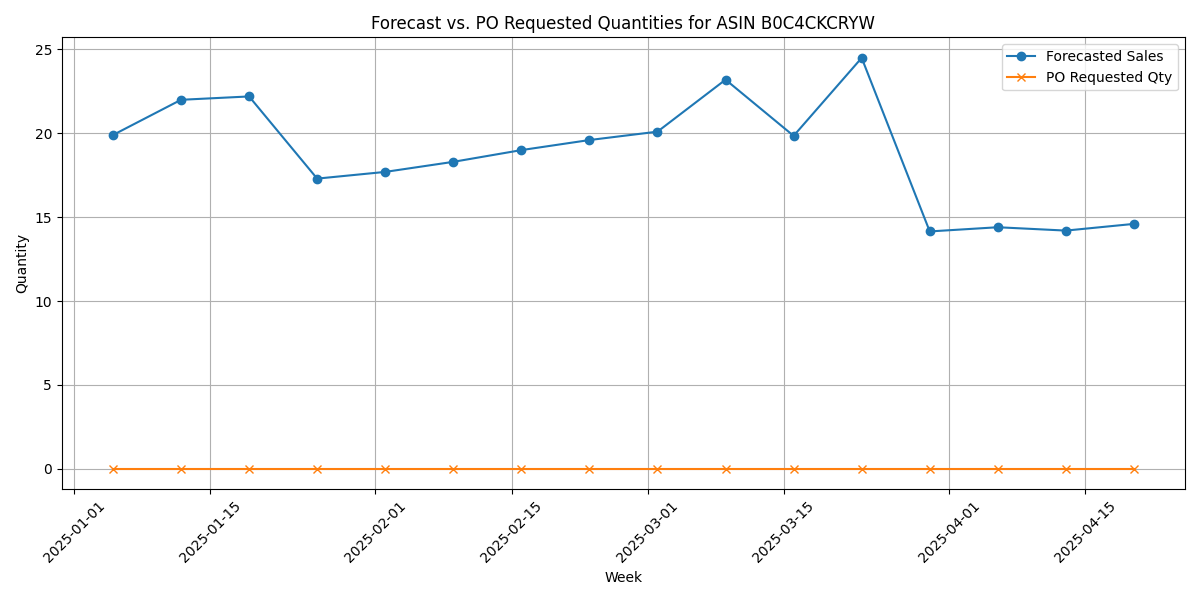 Forecast vs. PO Requested Quantities for ASIN B0C4CKCRYW
Forecasted Sales
PO Requested Qty
25
20
15
10
5
0
Quantity
2025-01-01
2025-01-15
2025-02-01
2025-02-15
2025-03-01
2025-03-15
2025-04-01
2025-04-15
Week